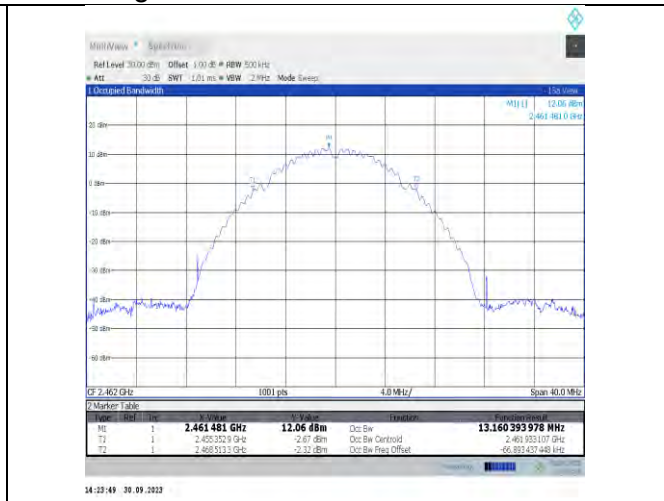 MultiView Spectrum
Ref Level 30.00 dBm Offset 1.00 dB RBW 500 kHz
Att 30 dB SWT 1.01 ms VBW 2 MHz Mode Sweep
1 Occupied Bandwidth
M1[1] 12.06 dBm
2.461 481 0 GHz
20 dBm
10 dBm
0 dBm
-10 dBm
-20 dBm
-30 dBm
-40 dBm
-50 dBm
-60 dBm
M1
T1
T2
CF 2.462 GHz 1001 pts 4.0 MHz/ Span 40.0 MHz
2 Marker Table
Type Ref Trc X-Value Y-Value Function Function Result
M1 1 2.461 481 GHz 12.06 dBm Occ Bw 13.160 393 978 MHz
T1 1 2.455 352 9 GHz -2.67 dBm Occ Bw Centroid 2.461 933 107 GHz
T2 1 2.468 513 3 GHz -2.32 dBm Occ Bw Freq Offset -66.893 437 448 kHz
14:23:49 30.09.2023